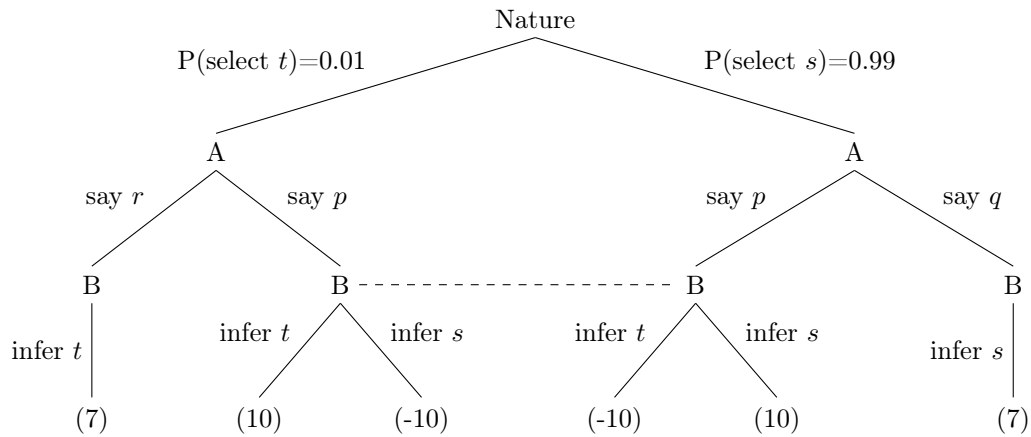 Nature
P(select t)=0.01 P(select s)=0.99
A A
say r say p say p say q
B B B B
infer t infer t infer s infer t infer s infer s
(7) (10) (-10) (-10) (10) (7)